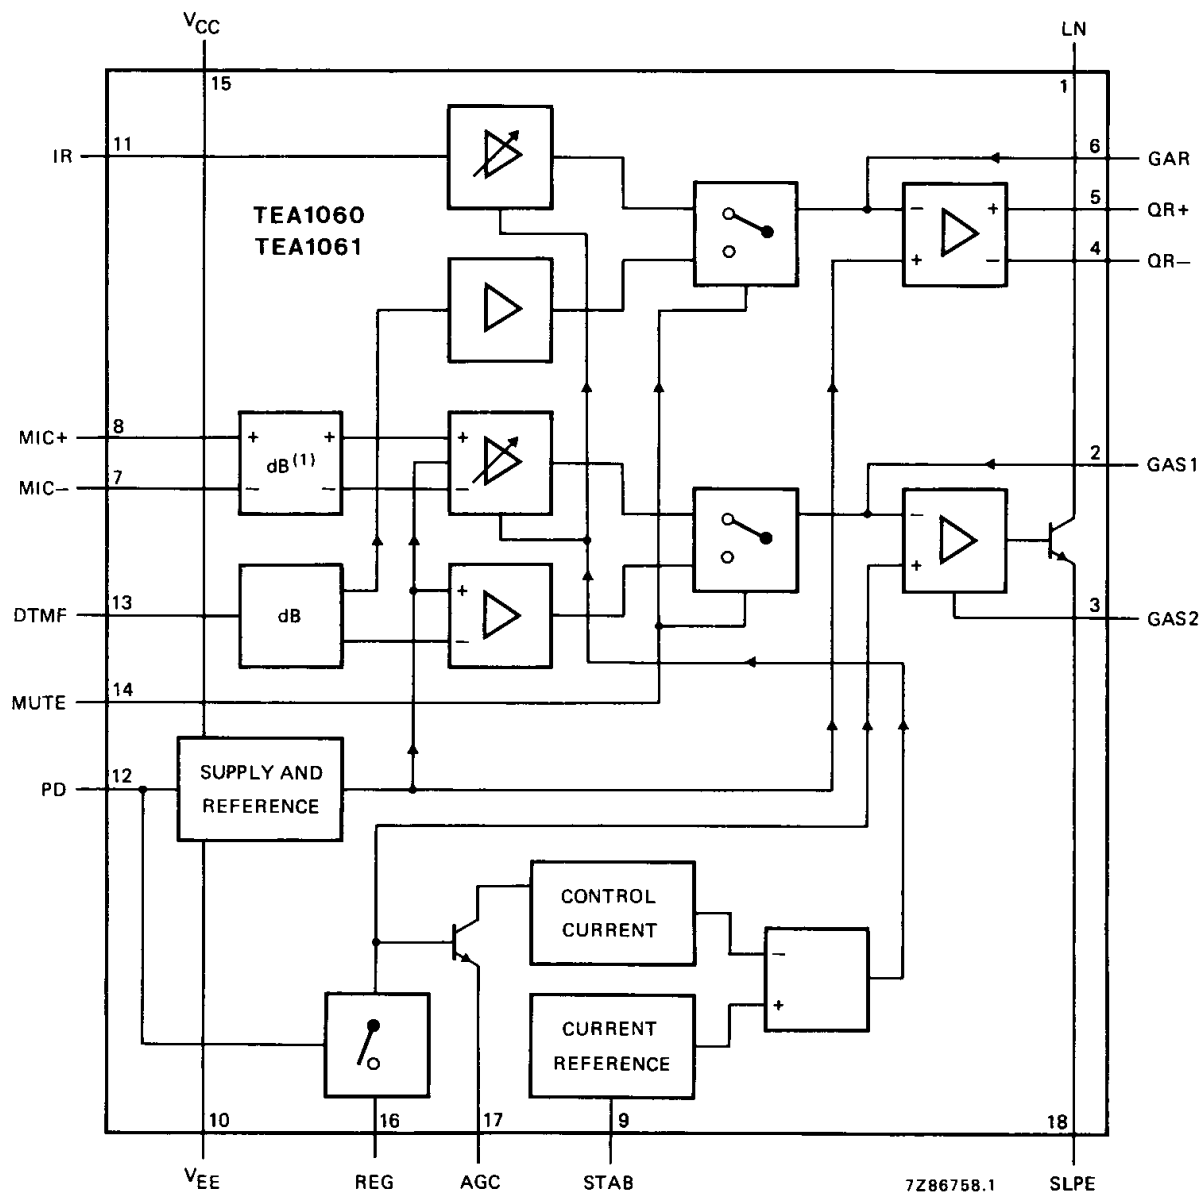 VCC
LN
15
1
IR
11
6
GAR
TEA1060
TEA1061
5
QR+
- +
4
QR−
+ −
MIC+
8
+ +
dB(1)
MIC−
7
− −
+
−
2
GAS1
−
+
DTMF
13
dB
+
−
3
GAS2
MUTE
14
PD
12
SUPPLY AND
REFERENCE
CONTROL
CURRENT
−
+
CURRENT
REFERENCE
10
16
17
9
18
VEE
REG
AGC
STAB
7Z86758.1
SLPE